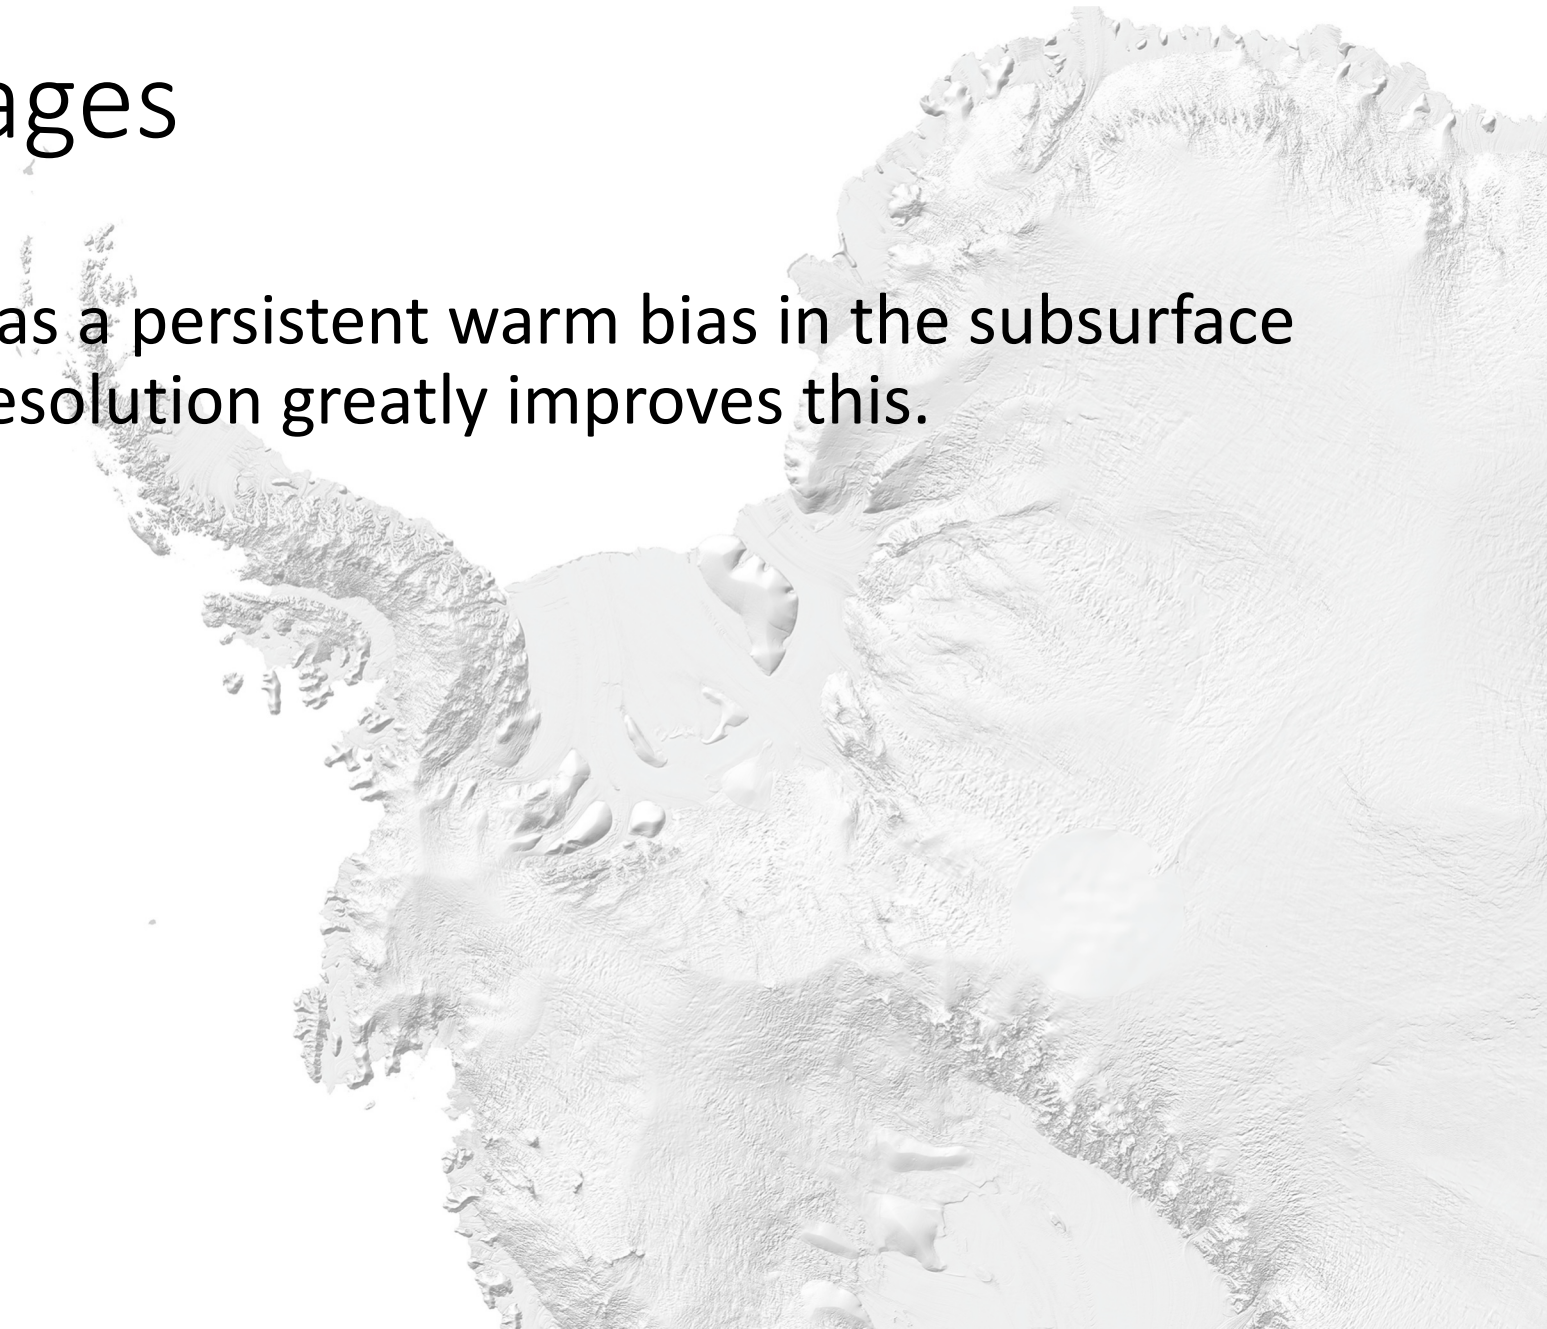 ages
as a persistent warm bias in the subsurface
esolution greatly improves this.